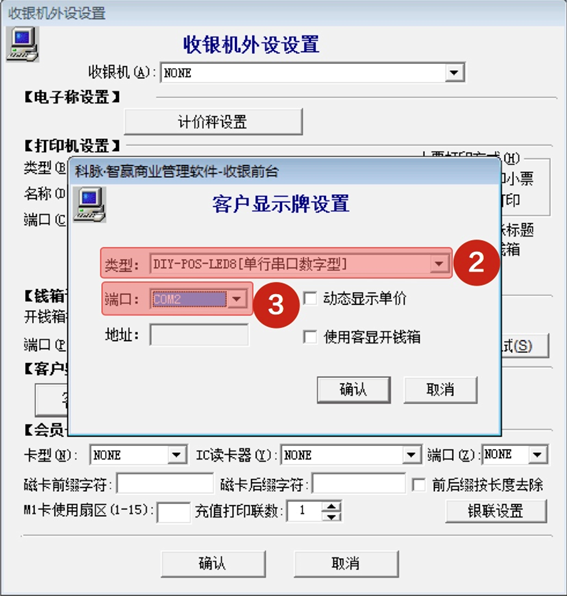 收银机外设设置
收银机外设设置
收银机(A): NONE
【电子称设置】
计价秤设置
【打印机设置】
类型(B
名称(D
端口(C
(H)
小票
打印
标题
钱箱
科脉·智赢商业管理软件-收银前台
客户显示牌设置
类型: DIY-POS-LED8[单行串口数字型]
2
端口: COM2
3
动态显示单价
地址:
使用客显开钱箱
确认
取消
【钱箱
开钱箱
端口(P
式(S)
【客户
【会员
卡型(N): NONE
IC读卡器(Y): NONE
端口(Z): NONE
磁卡前缀字符:
磁卡后缀字符:
前后缀按长度去除
M1卡使用扇区(1-15):
充值打印联数: 1
银联设置
确认
取消